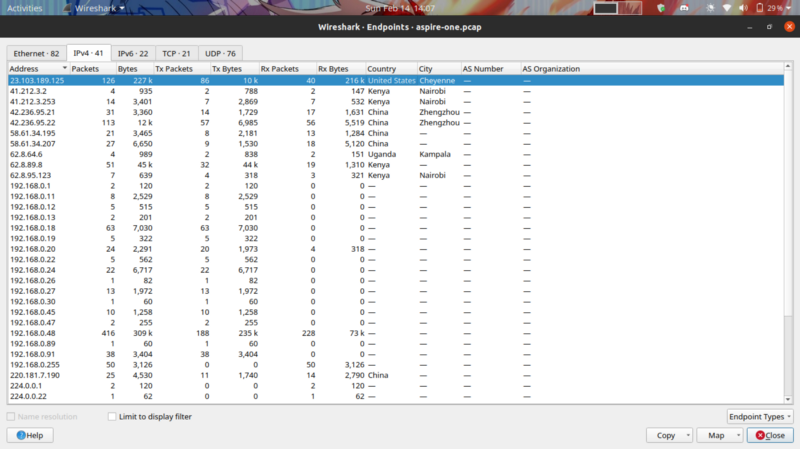 Activities Wireshark Sun Feb 14 14:07 29 %
Wireshark · Endpoints · aspire-one.pcap
Ethernet · 82 IPv4 · 41 IPv6 · 22 TCP · 21 UDP · 76
Address Packets Bytes Tx Packets Tx Bytes Rx Packets Rx Bytes Country City AS Number AS Organization
23.103.189.125 126 227 k 86 10 k 40 216 k United States Cheyenne — —
41.212.3.2 4 935 2 788 2 147 Kenya Nairobi — —
41.212.3.253 14 3,401 7 2,869 7 532 Kenya Nairobi — —
42.236.95.21 31 3,360 14 1,729 17 1,631 China Zhengzhou — —
42.236.95.22 113 12 k 57 6,985 56 5,519 China Zhengzhou — —
58.61.34.195 21 3,465 8 2,181 13 1,284 China — — —
58.61.34.207 27 6,650 9 1,530 18 5,120 China — — —
62.8.64.6 4 989 2 838 2 151 Uganda Kampala — —
62.8.89.8 51 45 k 32 44 k 19 1,310 Kenya — — —
62.8.95.123 7 639 4 318 3 321 Kenya Nairobi — —
192.168.0.1 2 120 2 120 0 0 — — — —
192.168.0.11 8 2,529 8 2,529 0 0 — — — —
192.168.0.12 5 515 5 515 0 0 — — — —
192.168.0.13 2 201 2 201 0 0 — — — —
192.168.0.18 63 7,030 63 7,030 0 0 — — — —
192.168.0.19 5 322 5 322 0 0 — — — —
192.168.0.20 24 2,291 20 1,973 4 318 — — — —
192.168.0.22 5 562 5 562 0 0 — — — —
192.168.0.24 22 6,717 22 6,717 0 0 — — — —
192.168.0.26 1 82 1 82 0 0 — — — —
192.168.0.27 13 1,972 13 1,972 0 0 — — — —
192.168.0.30 1 60 1 60 0 0 — — — —
192.168.0.45 10 1,258 10 1,258 0 0 — — — —
192.168.0.47 2 255 2 255 0 0 — — — —
192.168.0.48 416 309 k 188 235 k 228 73 k — — — —
192.168.0.89 1 60 1 60 0 0 — — — —
192.168.0.91 38 3,404 38 3,404 0 0 — — — —
192.168.0.255 50 3,126 0 0 50 3,126 — — — —
220.181.7.190 25 4,530 11 1,740 14 2,790 China — — —
224.0.0.1 2 120 0 0 2 120 — — — —
224.0.0.22 1 62 0 0 1 62 — — — —
Name resolution Limit to display filter Endpoint Types
Help Copy Map Close